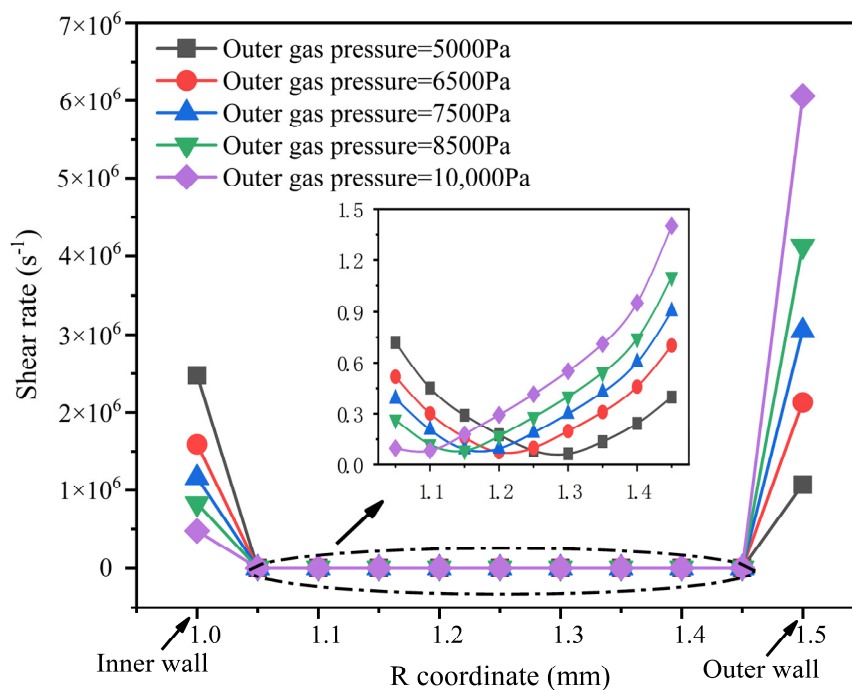 7×10⁶
6×10⁶
5×10⁶
4×10⁶
3×10⁶
2×10⁶
1×10⁶
0
Shear rate (s⁻¹)
Outer gas pressure=5000Pa
Outer gas pressure=6500Pa
Outer gas pressure=7500Pa
Outer gas pressure=8500Pa
Outer gas pressure=10,000Pa
1.5
1.2
0.9
0.6
0.3
0.0
1.1 1.2 1.3 1.4
1.0 1.1 1.2 1.3 1.4 1.5
Inner wall
R coordinate (mm)
Outer wall